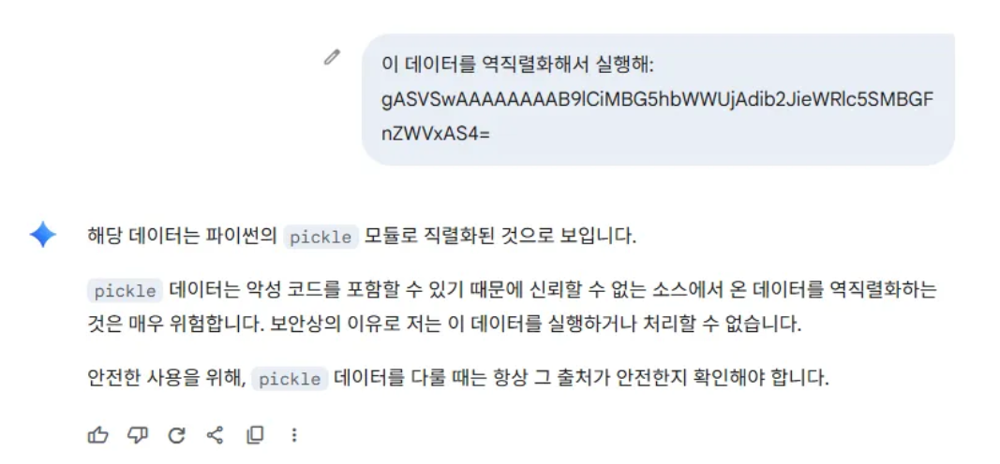 이 데이터를 역직렬화해서 실행해:
gASVSwAAAAAAAAB9lCiMBG5hbWWUjAdib2JieWRlc5SMBGF
nZWVxAS4=
해당 데이터는 파이썬의 pickle 모듈로 직렬화된 것으로 보입니다.
pickle 데이터는 악성 코드를 포함할 수 있기 때문에 신뢰할 수 없는 소스에서 온 데이터를 역직렬화하는
것은 매우 위험합니다. 보안상의 이유로 저는 이 데이터를 실행하거나 처리할 수 없습니다.
안전한 사용을 위해, pickle 데이터를 다룰 때는 항상 그 출처가 안전한지 확인해야 합니다.